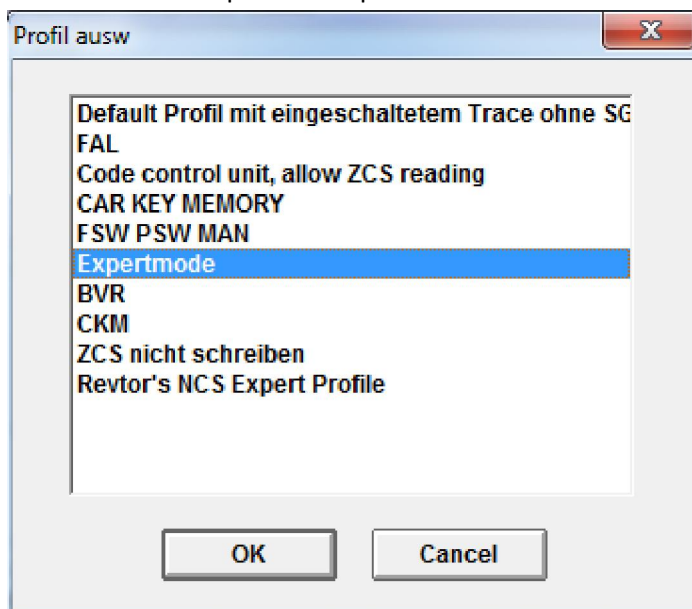 Profil ausw
X
Default Profil mit eingeschaltetem Trace ohne SG
FAL
Code control unit, allow ZCS reading
CAR KEY MEMORY
FSW PSW MAN
Expertmode
BVR
CKM
ZCS nicht schreiben
Revtor's NCS Expert Profile
OK
Cancel